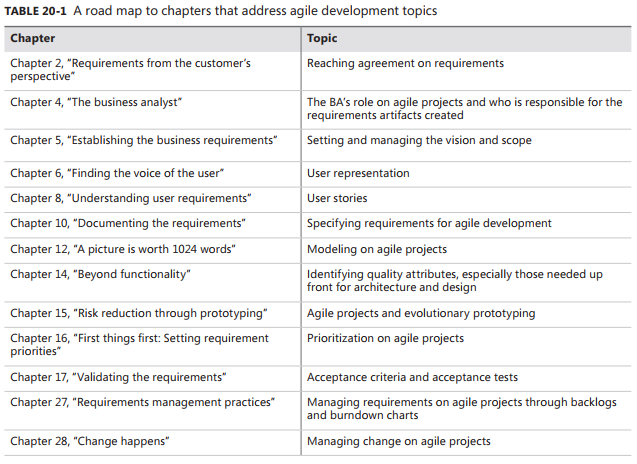 TABLE 20-1 A road map to chapters that address agile development topics
Chapter Topic
Chapter 2, “Requirements from the customer’s Reaching agreement on requirements
perspective”
Chapter 4, “The business analyst” The BA’s role on agile projects and who is responsible for the
requirements artifacts created
Chapter 5, “Establishing the business requirements” Setting and managing the vision and scope
Chapter 6, “Finding the voice of the user” User representation
Chapter 8, “Understanding user requirements” User stories
Chapter 10, “Documenting the requirements” Specifying requirements for agile development
Chapter 12, “A picture is worth 1024 words” Modeling on agile projects
Chapter 14, “Beyond functionality” Identifying quality attributes, especially those needed up
front for architecture and design
Chapter 15, “Risk reduction through prototyping” Agile projects and evolutionary prototyping
Chapter 16, “First things first: Setting requirement Prioritization on agile projects
priorities”
Chapter 17, “Validating the requirements” Acceptance criteria and acceptance tests
Chapter 27, “Requirements management practices” Managing requirements on agile projects through backlogs
and burndown charts
Chapter 28, “Change happens” Managing change on agile projects